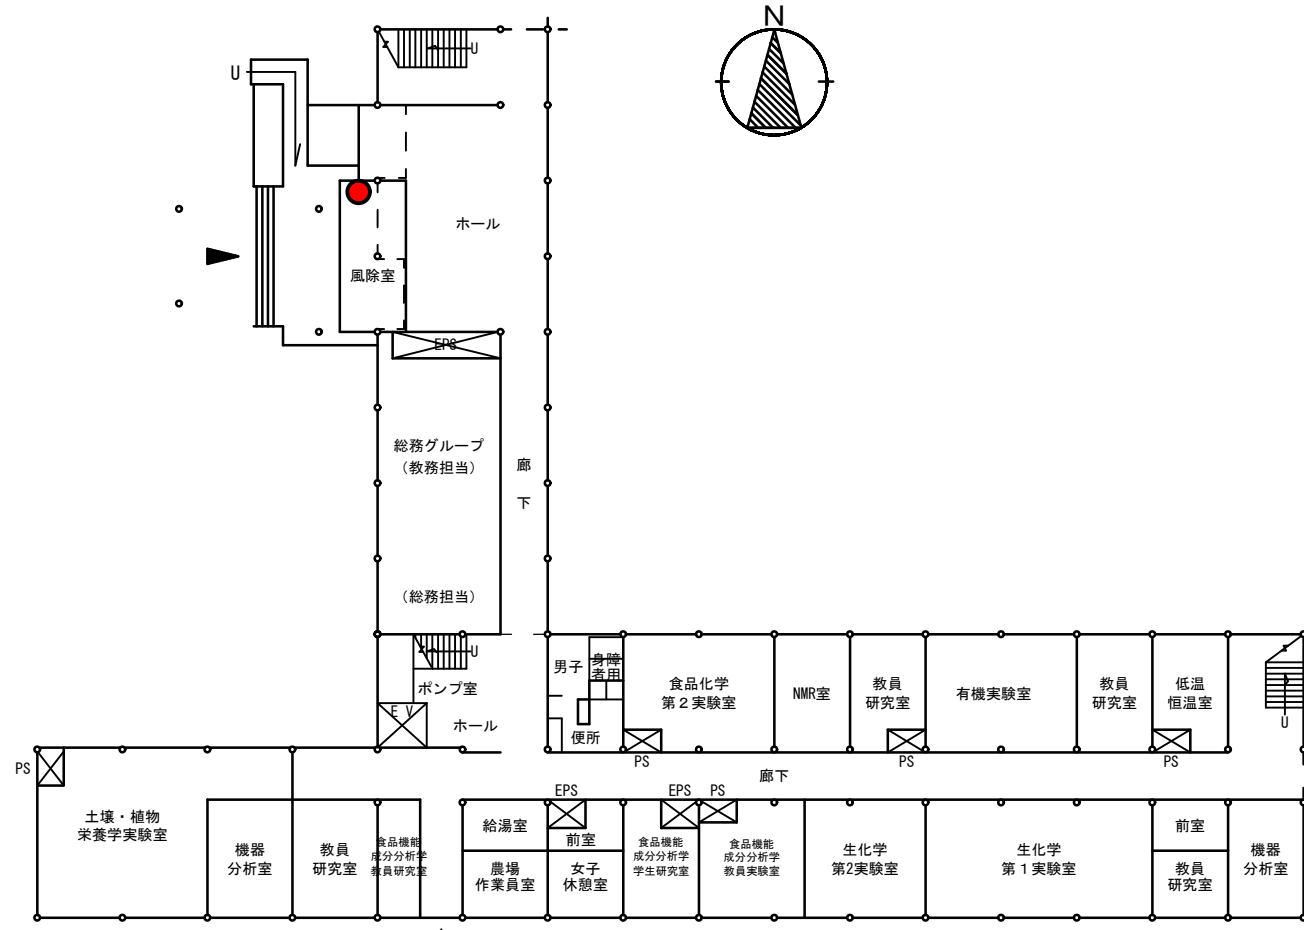 N
U
U
ホール
風除室
EPS
総務グループ
（教務担当）
廊
下
（総務担当）
U
ポンプ室
EV
ホール
男子
身障
者用
便所
食品化学
第２実験室
NMR室
教員
研究室
有機実験室
教員
研究室
低温
恒温室
U
PS
PS
PS
PS
廊下
EPS
EPS
PS
土壌・植物
栄養学実験室
機器
分析室
教員
研究室
食品機能
成分分析学
教員研究室
給湯室
前室
農場
作業員室
女子
休憩室
食品機能
成分分析学
学生研究室
食品機能
成分分析学
教員実験室
生化学
第2実験室
生化学
第１実験室
前室
教員
研究室
機器
分析室